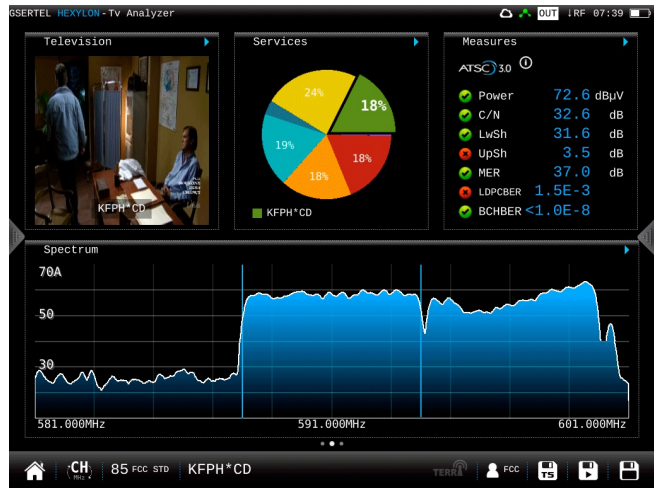 GSERTEL HEXYLON-Tv Analyzer OUT ↓RF 07:39
Television
KFPH*CD
Services
24%
18%
19%
18%
18%
KFPH*CD
Measures
ATSC 3.0
Power 72.6 dBµV
C/N 32.6 dB
LwSh 31.6 dB
UpSh 3.5 dB
MER 37.0 dB
LDPCBER 1.5E-3
BCHBER <1.0E-8
Spectrum
70A
50
30
581.000MHz 591.000MHz 601.000MHz
CH MHz 85 FCC STD KFPH*CD TERR FCC TS